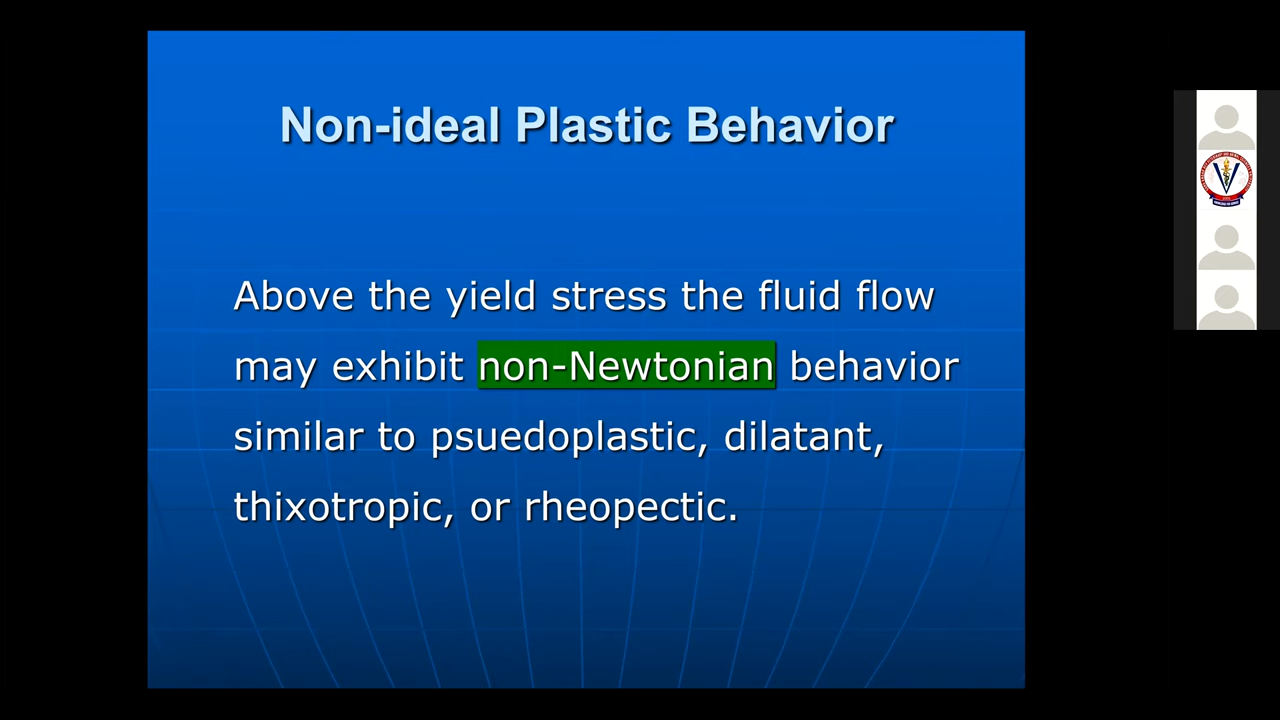 Non-ideal Plastic Behavior
Above the yield stress the fluid flow
may exhibit non-Newtonian behavior
similar to psuedoplastic, dilatant,
thixotropic, or rheopectic.